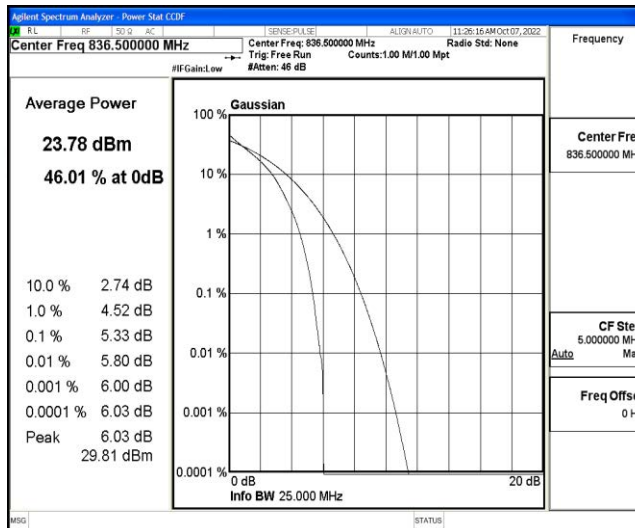 Agilent Spectrum Analyzer - Power Stat CCDF
RL RF 50 Ω AC SENSE:PULSE ALIGN AUTO 11:26:16 AM Oct 07, 2022
Center Freq 836.500000 MHz
Center Freq: 836.500000 MHz Radio Std: None
Trig: Free Run Counts:1.00 M/1.00 Mpt
#IFGain:Low #Atten: 46 dB
Frequency
Average Power
23.78 dBm
46.01 % at 0dB
10.0 % 2.74 dB
1.0 % 4.52 dB
0.1 % 5.33 dB
0.01 % 5.80 dB
0.001 % 6.00 dB
0.0001 % 6.03 dB
Peak 6.03 dB
29.81 dBm
Gaussian
100 %
10 %
1 %
0.1 %
0.01 %
0.001 %
0.0001 %
0 dB 20 dB
Info BW 25.000 MHz
Center Fre
836.500000 MH
CF Ste
5.000000 MH
Auto Ma
Freq Offse
0 H
MSG STATUS